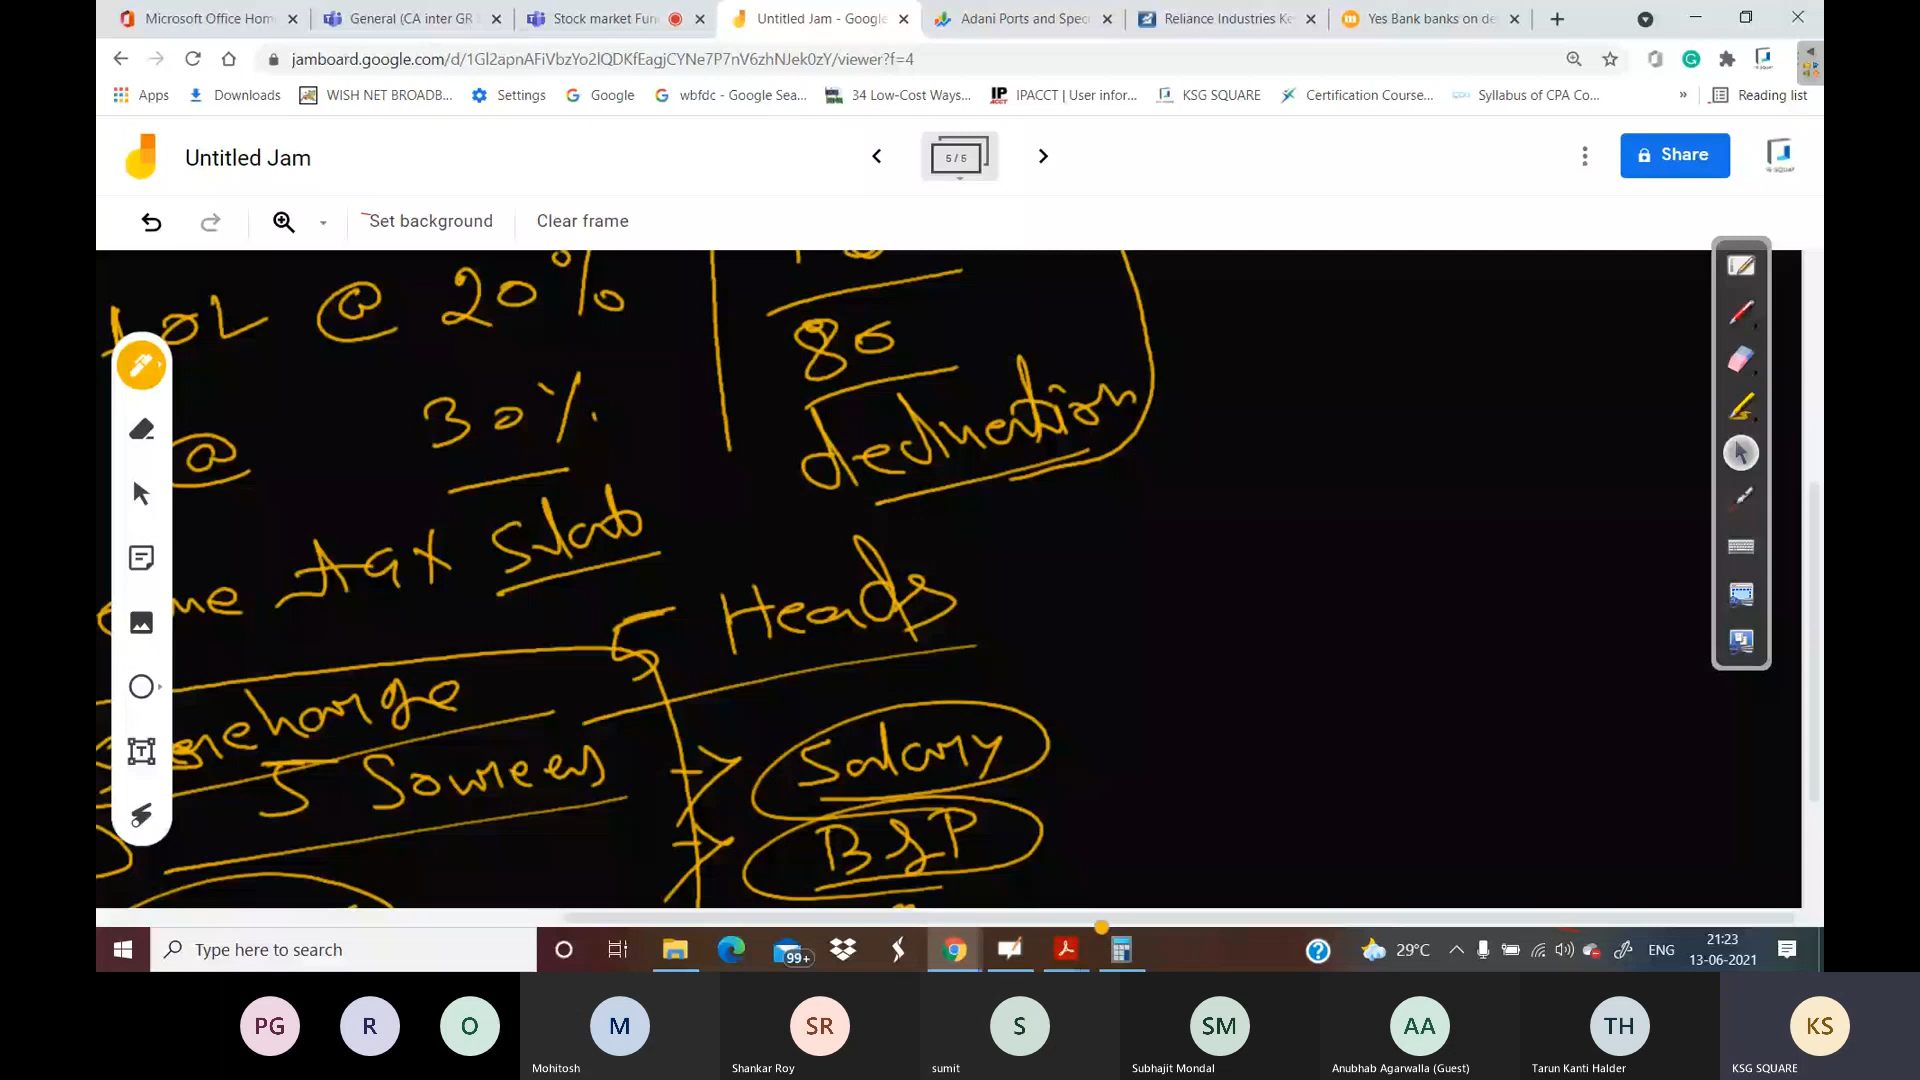 Microsoft Office Hom
General (CA inter GR
Stock market Fun
Untitled Jam - Google
Adani Ports and Spec
Reliance Industries Ke
Yes Bank banks on de
jamboard.google.com/d/1Gl2apnAFiVbzYo2lQDKfEagjCYNe7P7nV6zhNJek0zY/viewer?f=4
Apps
Downloads
WISH NET BROADB...
Settings
Google
wbfdc - Google Sea...
34 Low-Cost Ways...
IPACCT | User infor...
KSG SQUARE
Certification Course...
Syllabus of CPA Co...
»
Reading list
Untitled Jam
5 / 5
Share
Set background
Clear frame
@ 20%
80
@ 30%
deduction
Tax Slab
5 Heads
5 Sources
Salary
B&P
Type here to search
99+
29°C
ENG
21:23
13-06-2021
PG
R
O
M
SR
S
SM
AA
TH
KS
Mohitosh
Shankar Roy
sumit
Subhajit Mondal
Anubhab Agarwalla (Guest)
Tarun Kanti Halder
KSG SQUARE